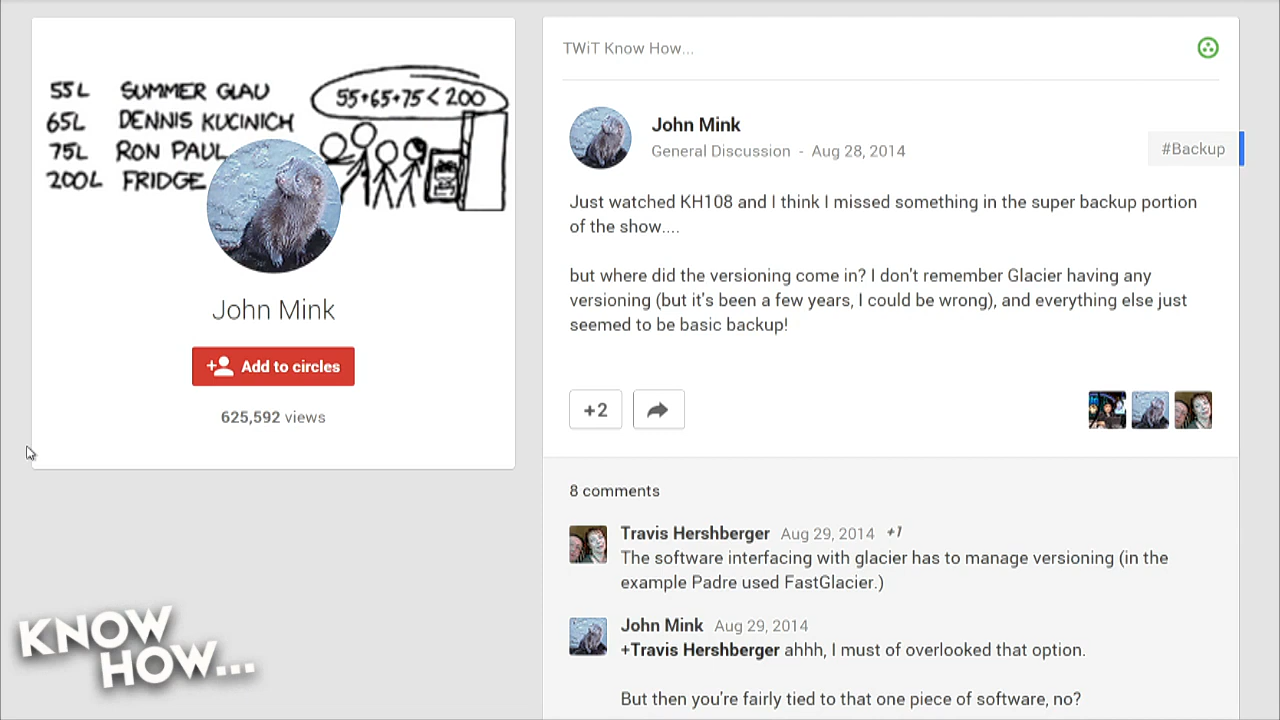 55L SUMMER GLAU
65L DENNIS KUCINICH
75L RON PAUL
200L FRIDGE
55+65+75<200
John Mink
Add to circles
625,592 views
TWiT Know How...
John Mink
General Discussion - Aug 28, 2014
#Backup
Just watched KH108 and I think I missed something in the super backup portion
of the show....
but where did the versioning come in? I don't remember Glacier having any
versioning (but it's been a few years, I could be wrong), and everything else just
seemed to be basic backup!
+2
8 comments
Travis Hershberger Aug 29, 2014 +1
The software interfacing with glacier has to manage versioning (in the
example Padre used FastGlacier.)
John Mink Aug 29, 2014
+Travis Hershberger ahhh, I must of overlooked that option.
But then you're fairly tied to that one piece of software, no?
KNOW
HOW...